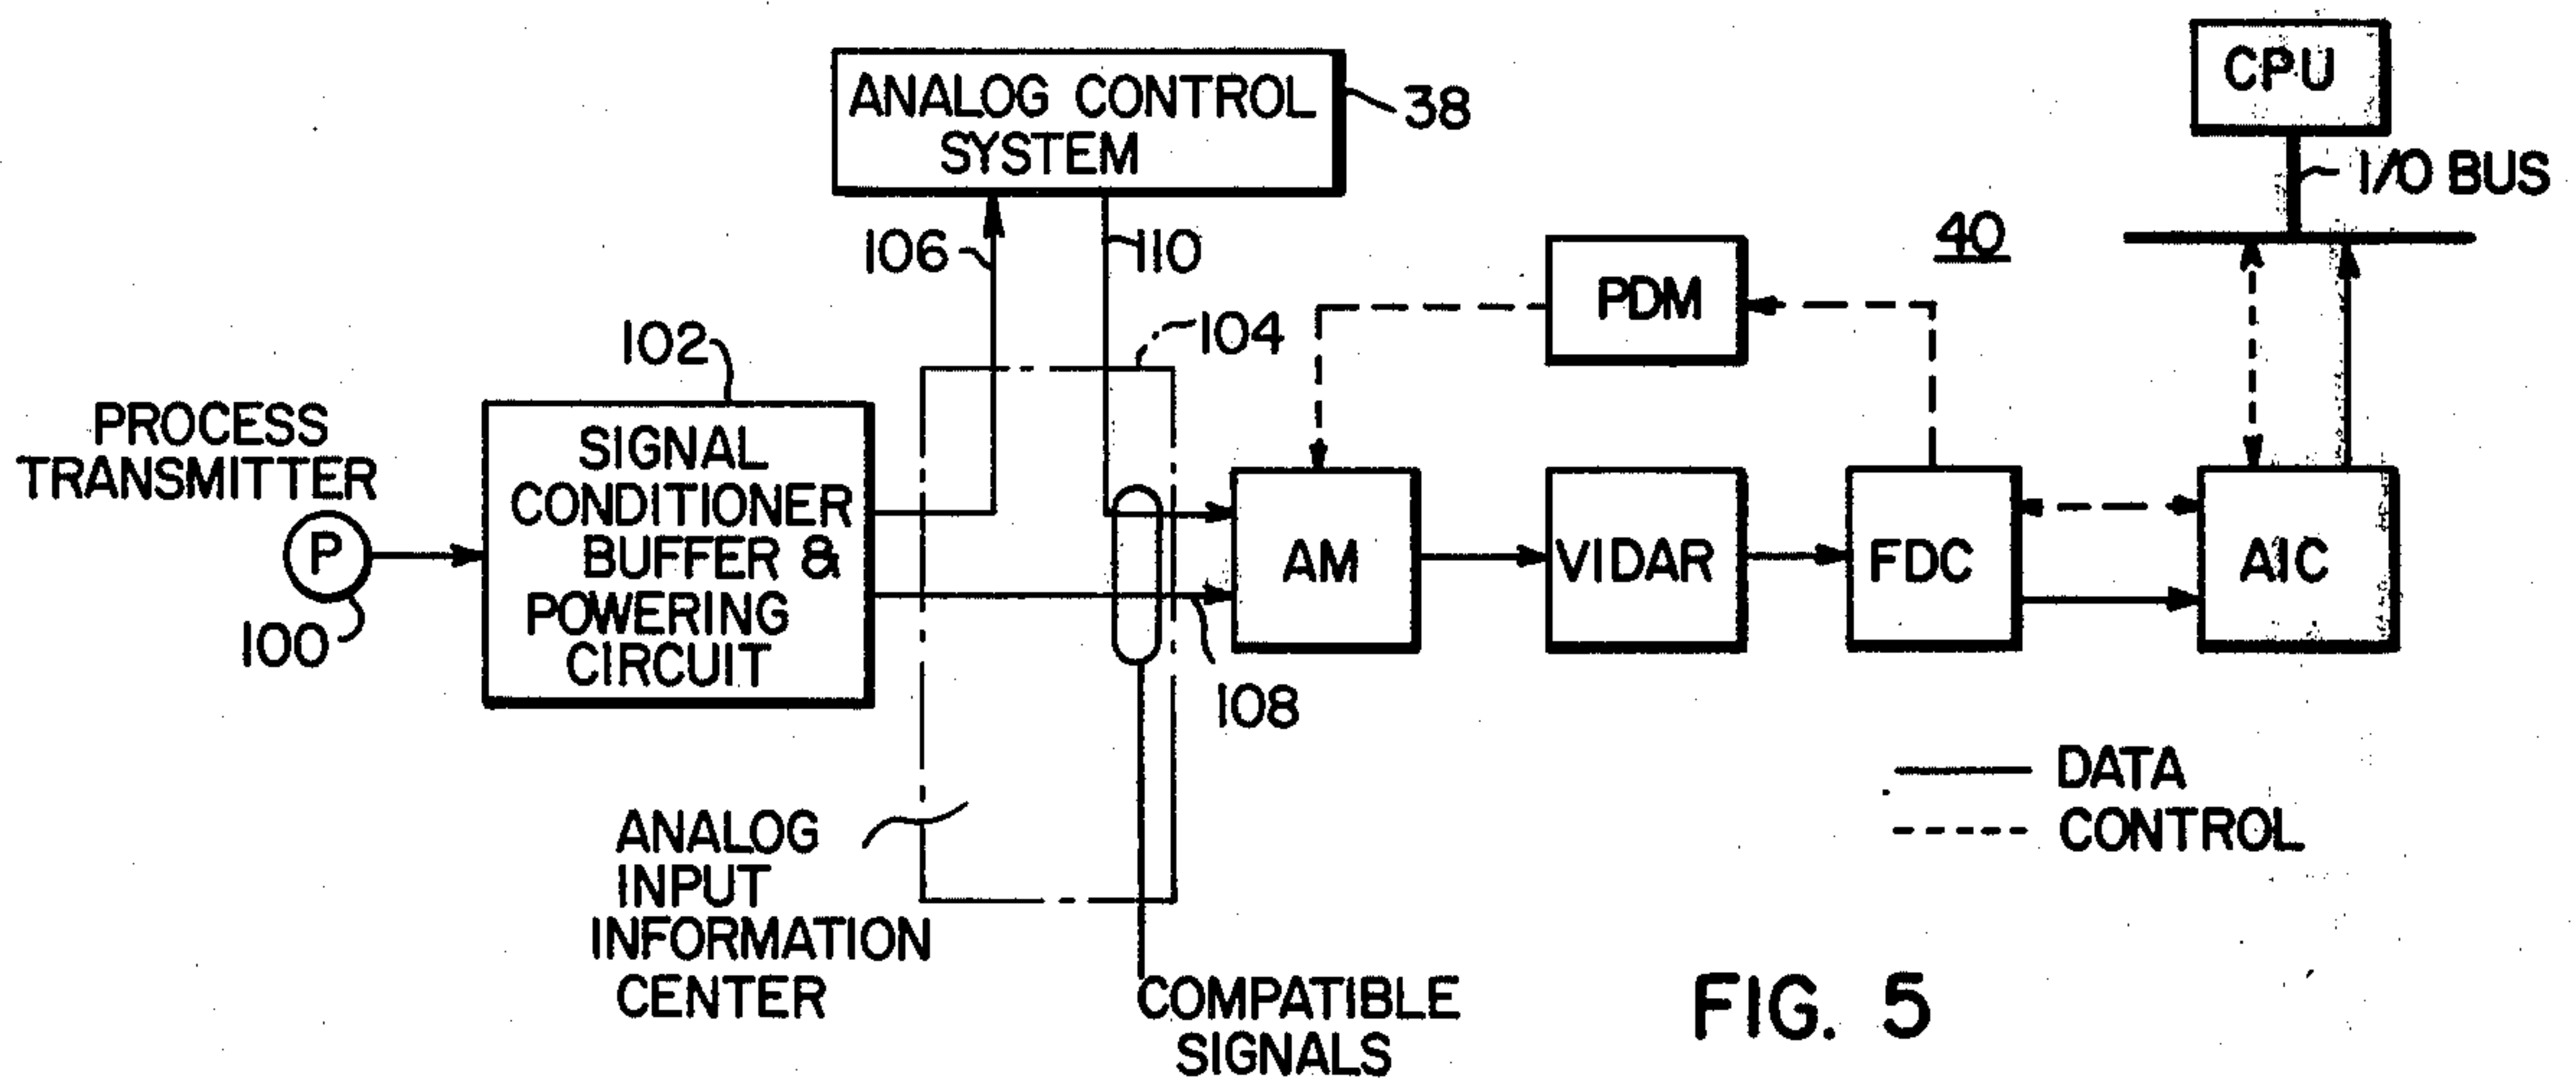 CPU
ANALOG CONTROL
SYSTEM
38
I/O BUS
106
110
40
PDM
104
102
PROCESS
TRANSMITTER
P
100
SIGNAL
CONDITIONER
BUFFER &
POWERING
CIRCUIT
AM
VIDAR
FDC
AIC
108
DATA
CONTROL
ANALOG
INPUT
INFORMATION
CENTER
COMPATIBLE
SIGNALS
FIG. 5